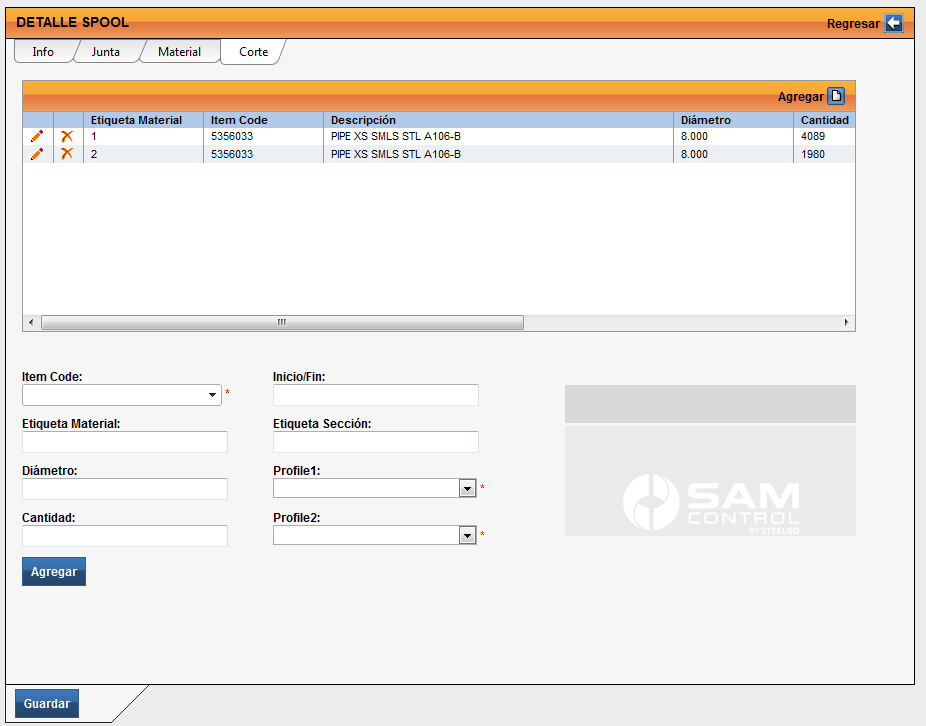 DETALLE SPOOL
Regresar
Info Junta Material Corte
Agregar
Etiqueta Material Item Code Descripción Diámetro Cantidad
1 5356033 PIPE XS SMLS STL A106-B 8.000 4089
2 5356033 PIPE XS SMLS STL A106-B 8.000 1980
Item Code: Inicio/Fin:
*
Etiqueta Material: Etiqueta Sección:
Diámetro: Profile1:
*
Cantidad: Profile2:
*
SAM
CONTROL
BY STEELGO
Agregar
Guardar